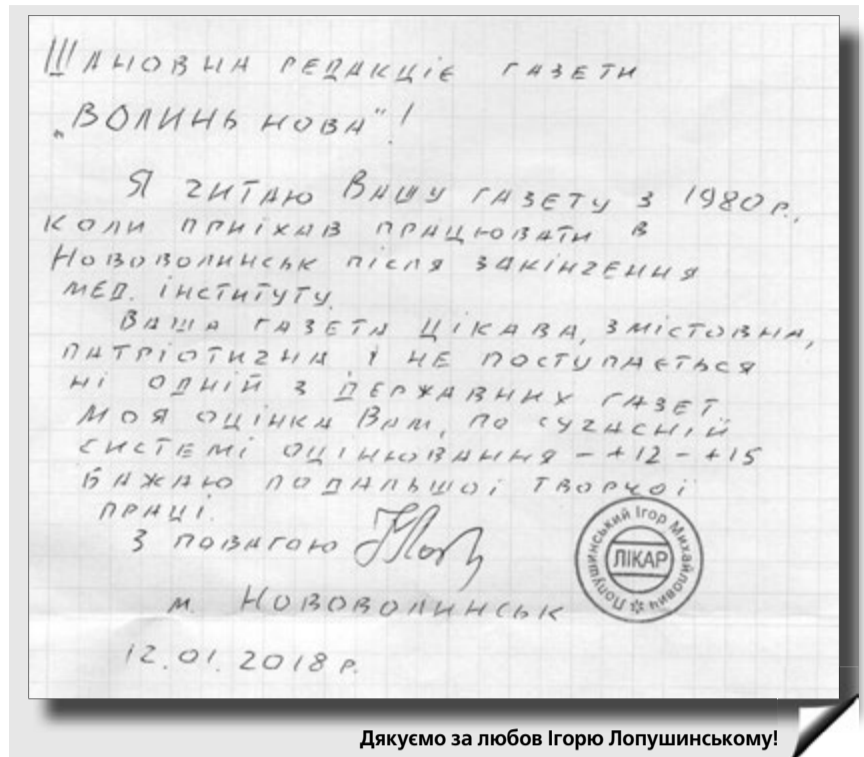 Шановна редакціє газети
„Волинь нова"!
Я читаю Вашу газету з 1980 р.,
коли приїхав працювати в
Нововолинськ після закінчення
мед. інституту.
Ваша газета цікава, змістовна,
патріотична і не поступається
ні одній з державних газет.
Моя оцінка Вам, по сучасній
системі оцінювання – +12 – +15
Бажаю подальшої творчої
праці.
З повагою
Лопушинський Ігор Михайлович
ЛІКАР
м. Нововолинськ
12.01.2018 р.
Дякуємо за любов Ігорю Лопушинському!